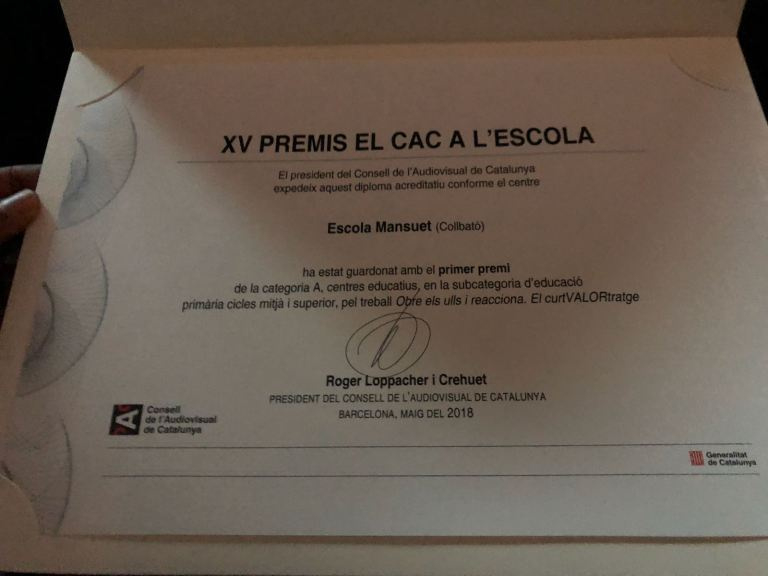 XV PREMIS EL CAC A L'ESCOLA
El president del Consell de l'Audiovisual de Catalunya
expedeix aquest diploma acreditatiu conforme el centre
Escola Mansuet (Collbató)
ha estat guardonat amb el primer premi
de la categoria A, centres educatius, en la subcategoria d'educació
primària cicles mitjà i superior, pel treball Obre els ulls i reacciona. El curtVALORtratge
Roger Loppacher i Crehuet
PRESIDENT DEL CONSELL DE L'AUDIOVISUAL DE CATALUNYA
BARCELONA, MAIG DEL 2018
Consell
de l'Audiovisual
de Catalunya
Generalitat
de Catalunya